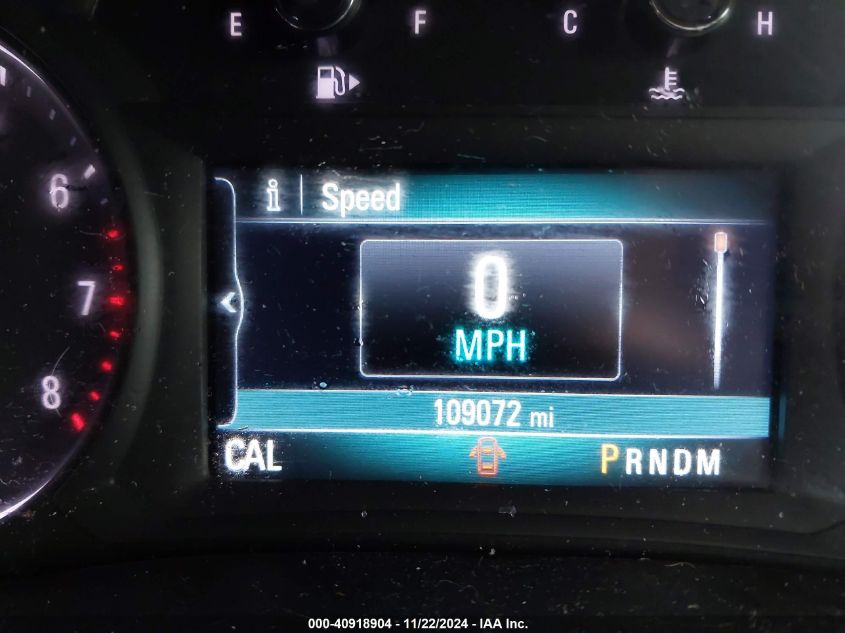 E F C H
6
7
8
i Speed
<
0
MPH
109072 mi
CAL
PRNDM
000-40918904 - 11/22/2024 - IAA Inc.